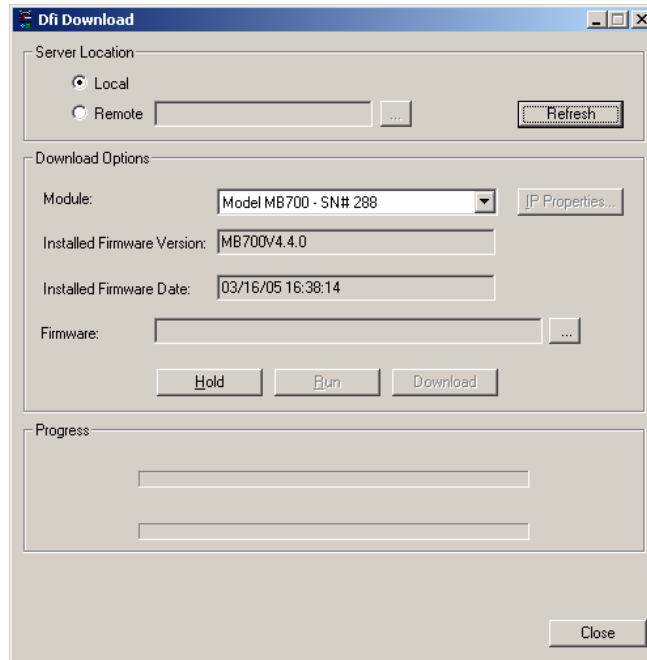 Dfi Download
Server Location
Local
Remote ...
Refresh
Download Options
Module: Model MB700 - SN# 288 IP Properties...
Installed Firmware Version: MB700V4.4.0
Installed Firmware Date: 03/16/05 16:38:14
Firmware: ...
Hold Run Download
Progress
Close